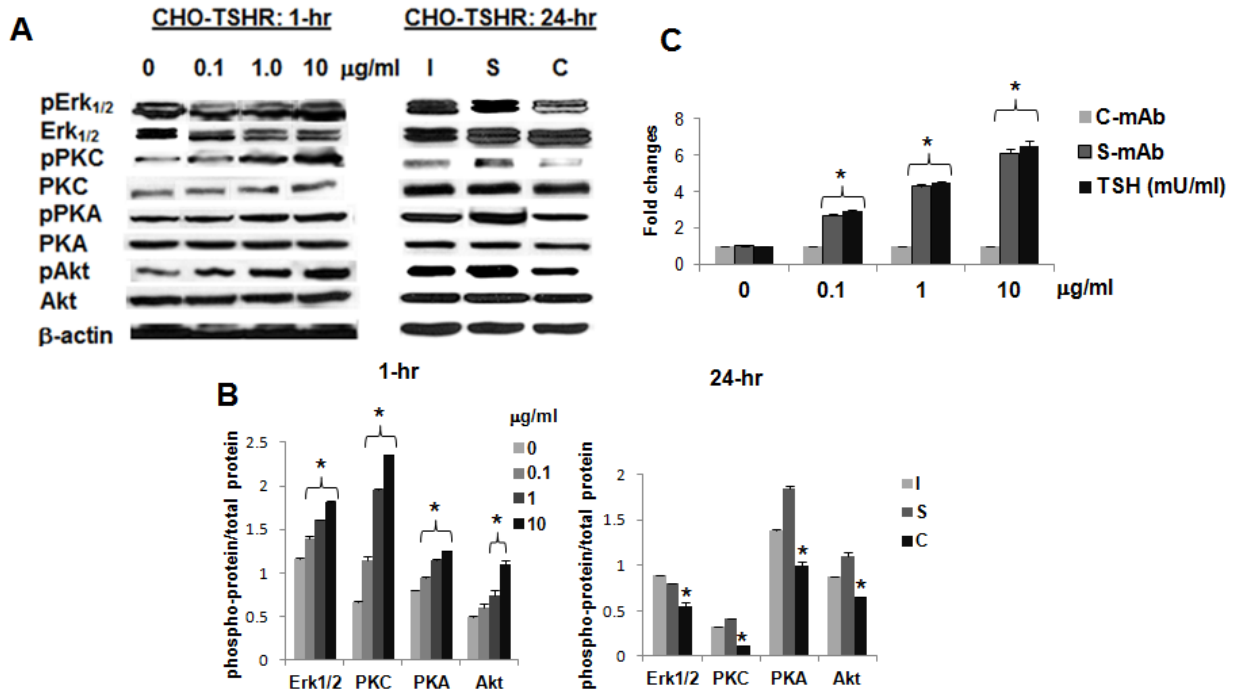 A
CHO-TSHR: 1-hr
0 0.1 1.0 10 μg/ml
CHO-TSHR: 24-hr
I S C
pErk1/2
Erk1/2
pPKC
PKC
pPKA
PKA
pAkt
Akt
β-actin
C
Fold changes
8
6
4
2
0
*
*
*
0 0.1 1 10 μg/ml
C-mAb
S-mAb
TSH (mU/ml)
B
1-hr
phospho-protein/total protein
2.5
2
1.5
1
0.5
0
*
*
*
*
Erk1/2 PKC PKA Akt
μg/ml
0
0.1
1
10
24-hr
phospho-protein/total protein
2
1.5
1
0.5
0
*
*
*
*
Erk1/2 PKC PKA Akt
I
S
C